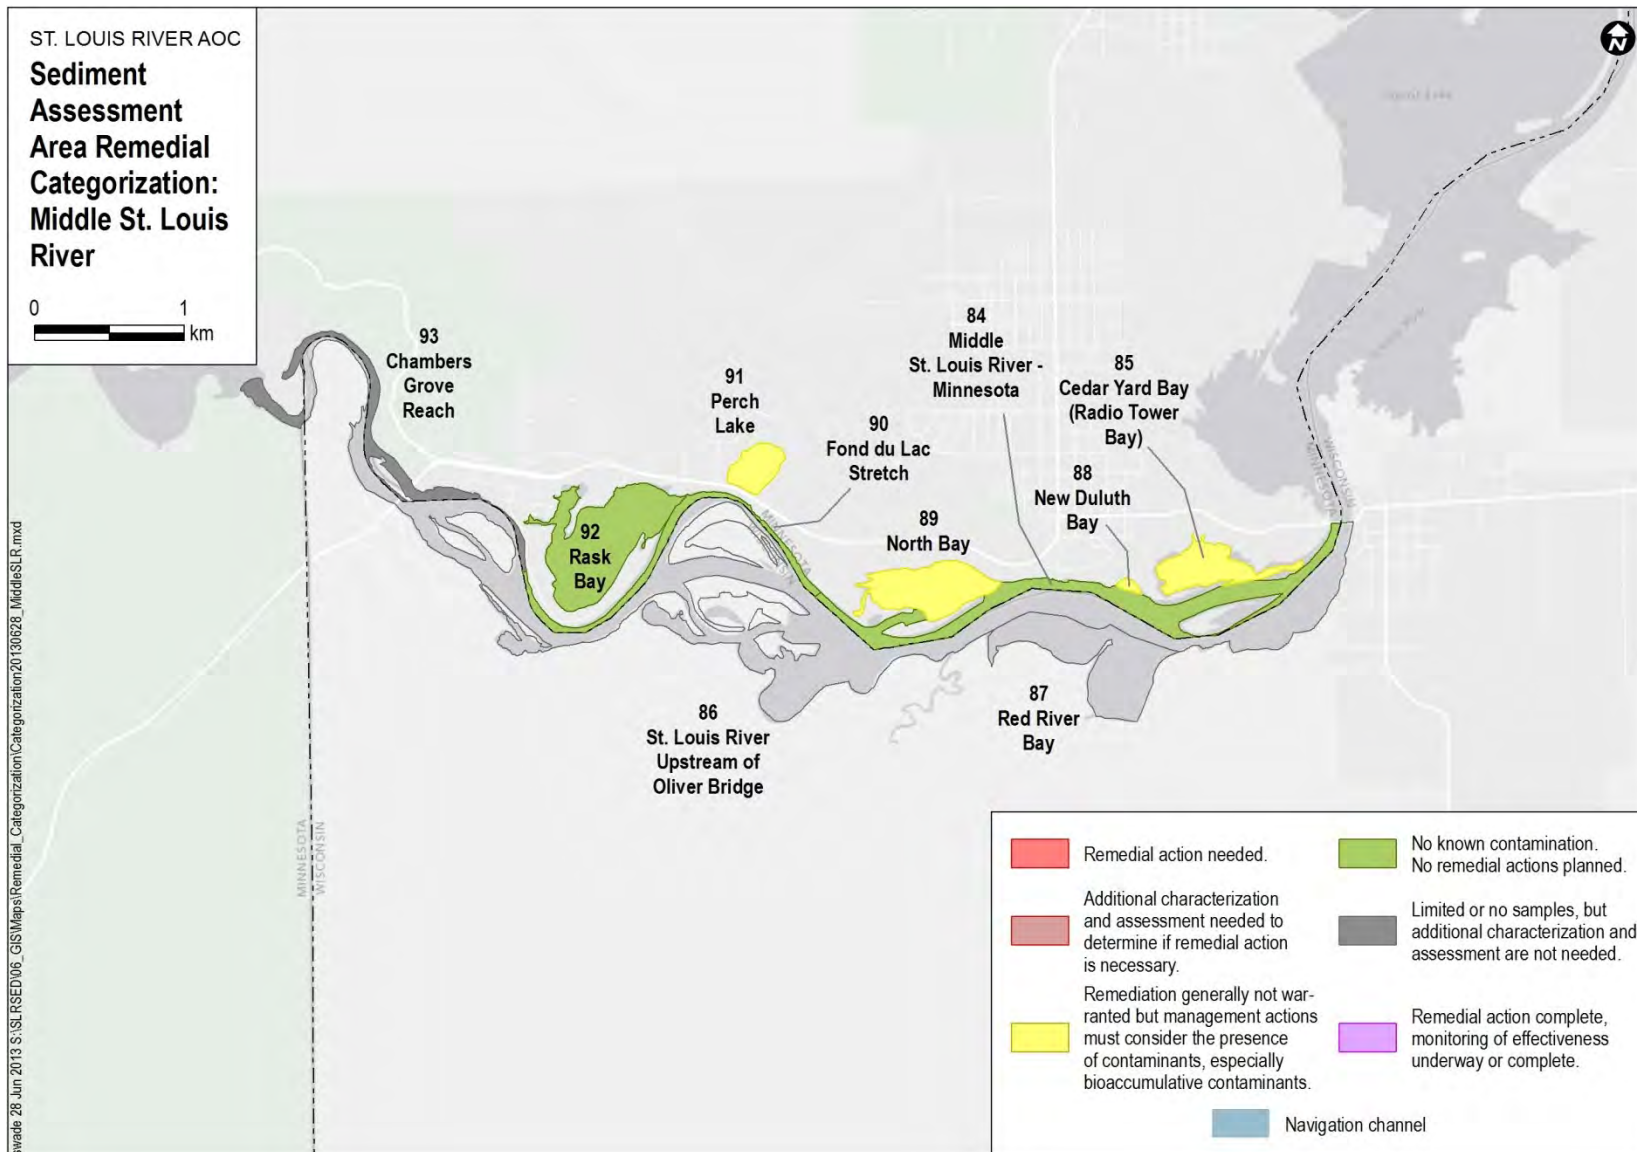 ST. LOUIS RIVER AOC
Sediment
Assessment
Area Remedial
Categorization:
Middle St. Louis
River
0 1
km
N
93
Chambers
Grove
Reach
91
Perch
Lake
90
Fond du Lac
Stretch
84
Middle
St. Louis River -
Minnesota
85
Cedar Yard Bay
(Radio Tower
Bay)
88
New Duluth
Bay
89
North Bay
92
Rask
Bay
86
St. Louis River
Upstream of
Oliver Bridge
87
Red River
Bay
MINNESOTA
WISCONSIN
WISCONSIN
MINNESOTA
MINNESOTA
WISCONSIN
Remedial action needed.
Additional characterization
and assessment needed to
determine if remedial action
is necessary.
Remediation generally not war-
ranted but management actions
must consider the presence
of contaminants, especially
bioaccumulative contaminants.
No known contamination.
No remedial actions planned.
Limited or no samples, but
additional characterization and
assessment are not needed.
Remedial action complete,
monitoring of effectiveness
underway or complete.
Navigation channel
swade 28 Jun 2013 S:\SLRSED\06_GIS\Maps\Remedial_Categorization\Categorization20130628_MiddleSLR.mxd